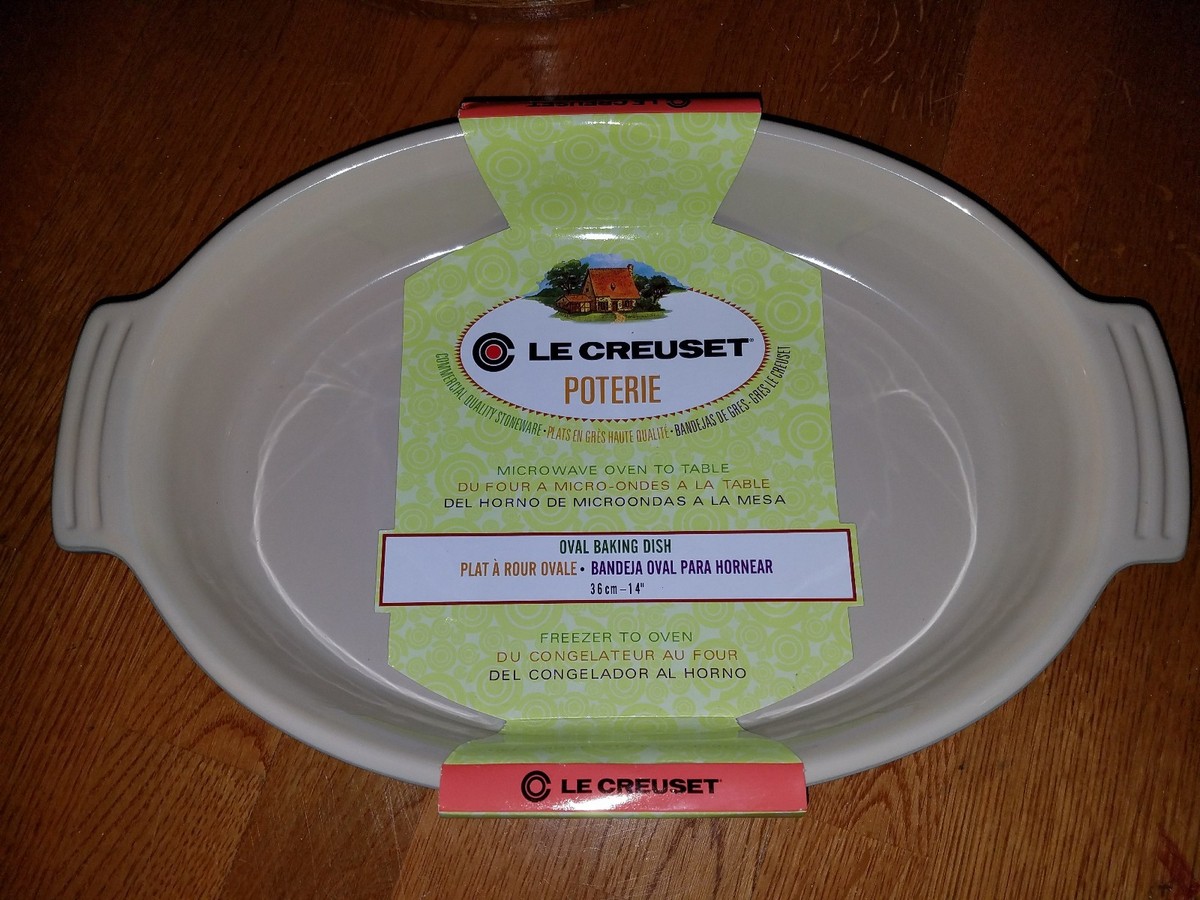 LE CREUSET
LE CREUSET®
POTERIE
COMMERCIAL QUALITY STONEWARE • PLATS EN GRÈS HAUTE QUALITÉ • BANDEJAS DE GRES - GRES LE CREUSET
MICROWAVE OVEN TO TABLE
DU FOUR A MICRO-ONDES A LA TABLE
DEL HORNO DE MICROONDAS A LA MESA
OVAL BAKING DISH
PLAT À ROUR OVALE • BANDEJA OVAL PARA HORNEAR
36cm–14"
FREEZER TO OVEN
DU CONGELATEUR AU FOUR
DEL CONGELADOR AL HORNO
LE CREUSET®